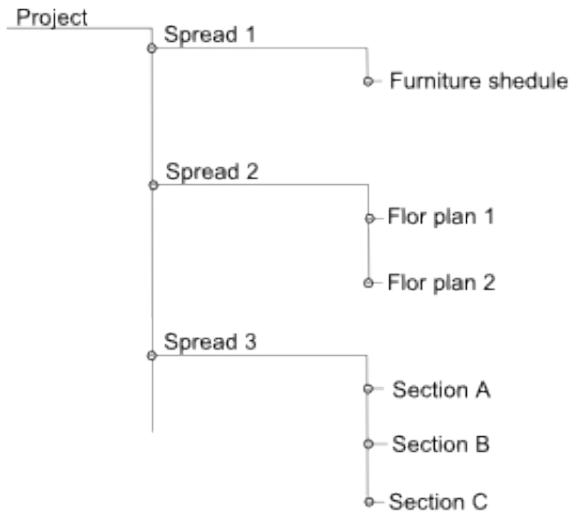 Project
Spread 1
Furniture shedule
Spread 2
Flor plan 1
Flor plan 2
Spread 3
Section A
Section B
Section C